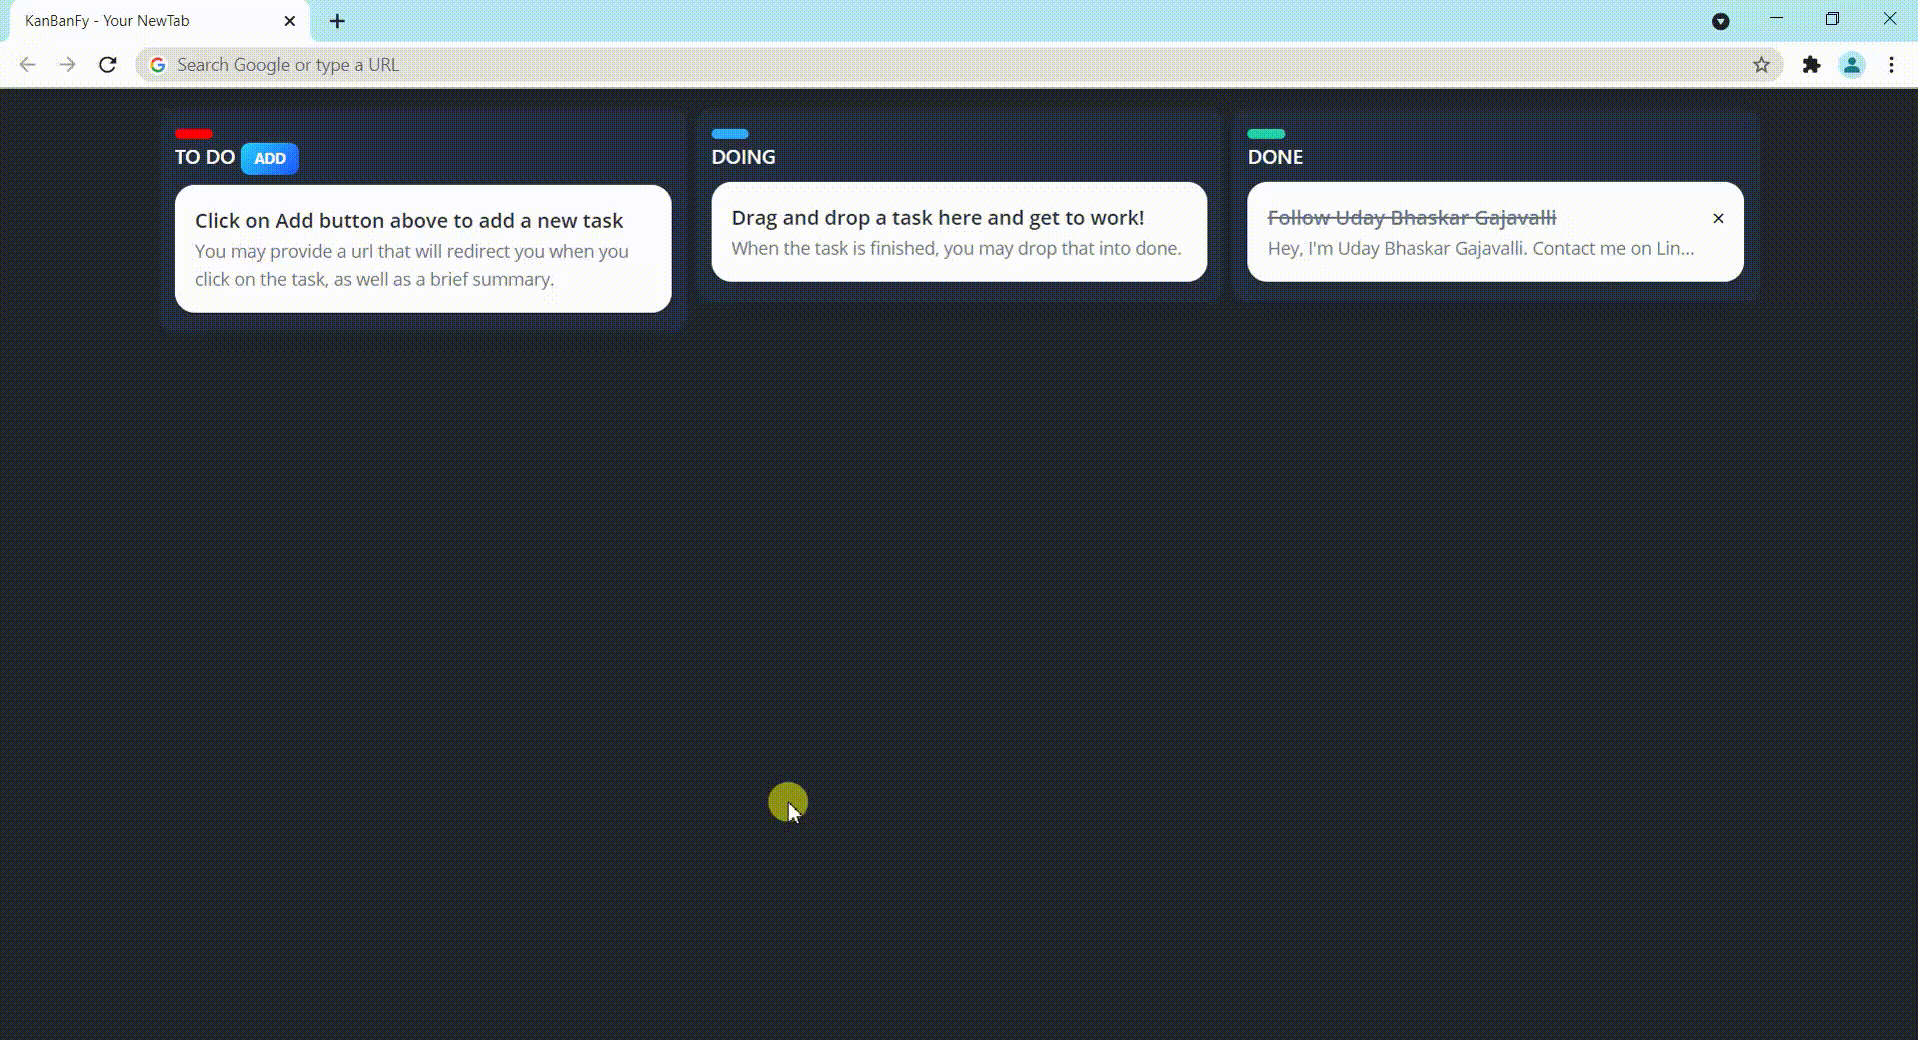 KanBanFy - Your NewTab
Search Google or type a URL
TO DO ADD
Click on Add button above to add a new task
You may provide a url that will redirect you when you
click on the task, as well as a brief summary.
DOING
Drag and drop a task here and get to work!
When the task is finished, you may drop that into done.
DONE
Follow Uday Bhaskar Gajavalli
Hey, I'm Uday Bhaskar Gajavalli. Contact me on Lin...